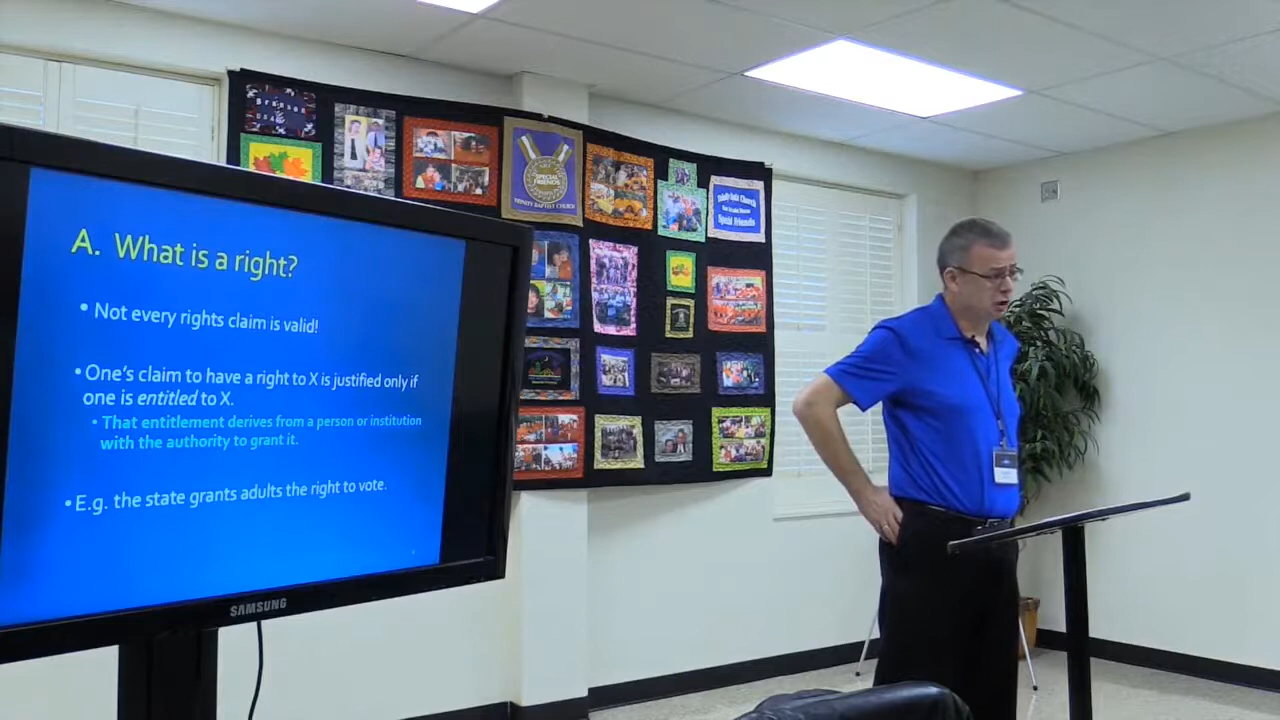 A. What is a right?
• Not every rights claim is valid!
• One's claim to have a right to X is justified only if
one is entitled to X.
• That entitlement derives from a person or institution
with the authority to grant it.
• E.g. the state grants adults the right to vote.
SAMSUNG
Branson
USA
SPECIAL
FRIENDS
TRINITY BAPTIST CHURCH
Special Friends